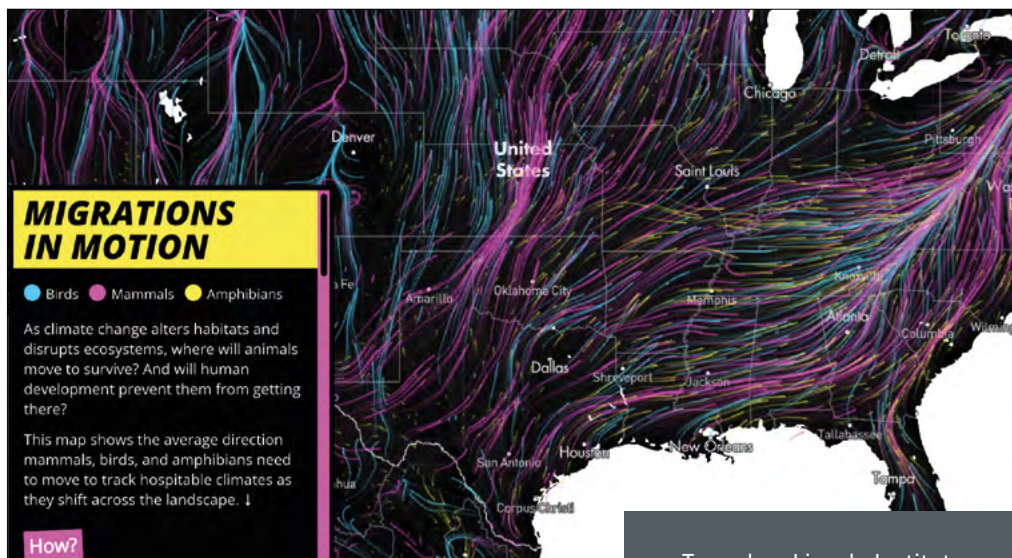 Toronto
Detroit
Chicago
Denver
United
States
Pittsburgh
Saint Louis
MIGRATIONS
IN MOTION
Birds Mammals Amphibians
Amarillo
Oklahoma City
Knoxville
Memphis
Atlanta
Columbia
As climate change alters habitats and
disrupts ecosystems, where will animals
move to survive? And will human
development prevent them from getting
there?
Dallas
Shreveport
Jackson
This map shows the average direction
mammals, birds, and amphibians need
to move to track hospitable climates as
they shift across the landscape. ↓
San Antonio
Houston
New Orleans
Tallahassee
Tampa
Corpus Christi
How?